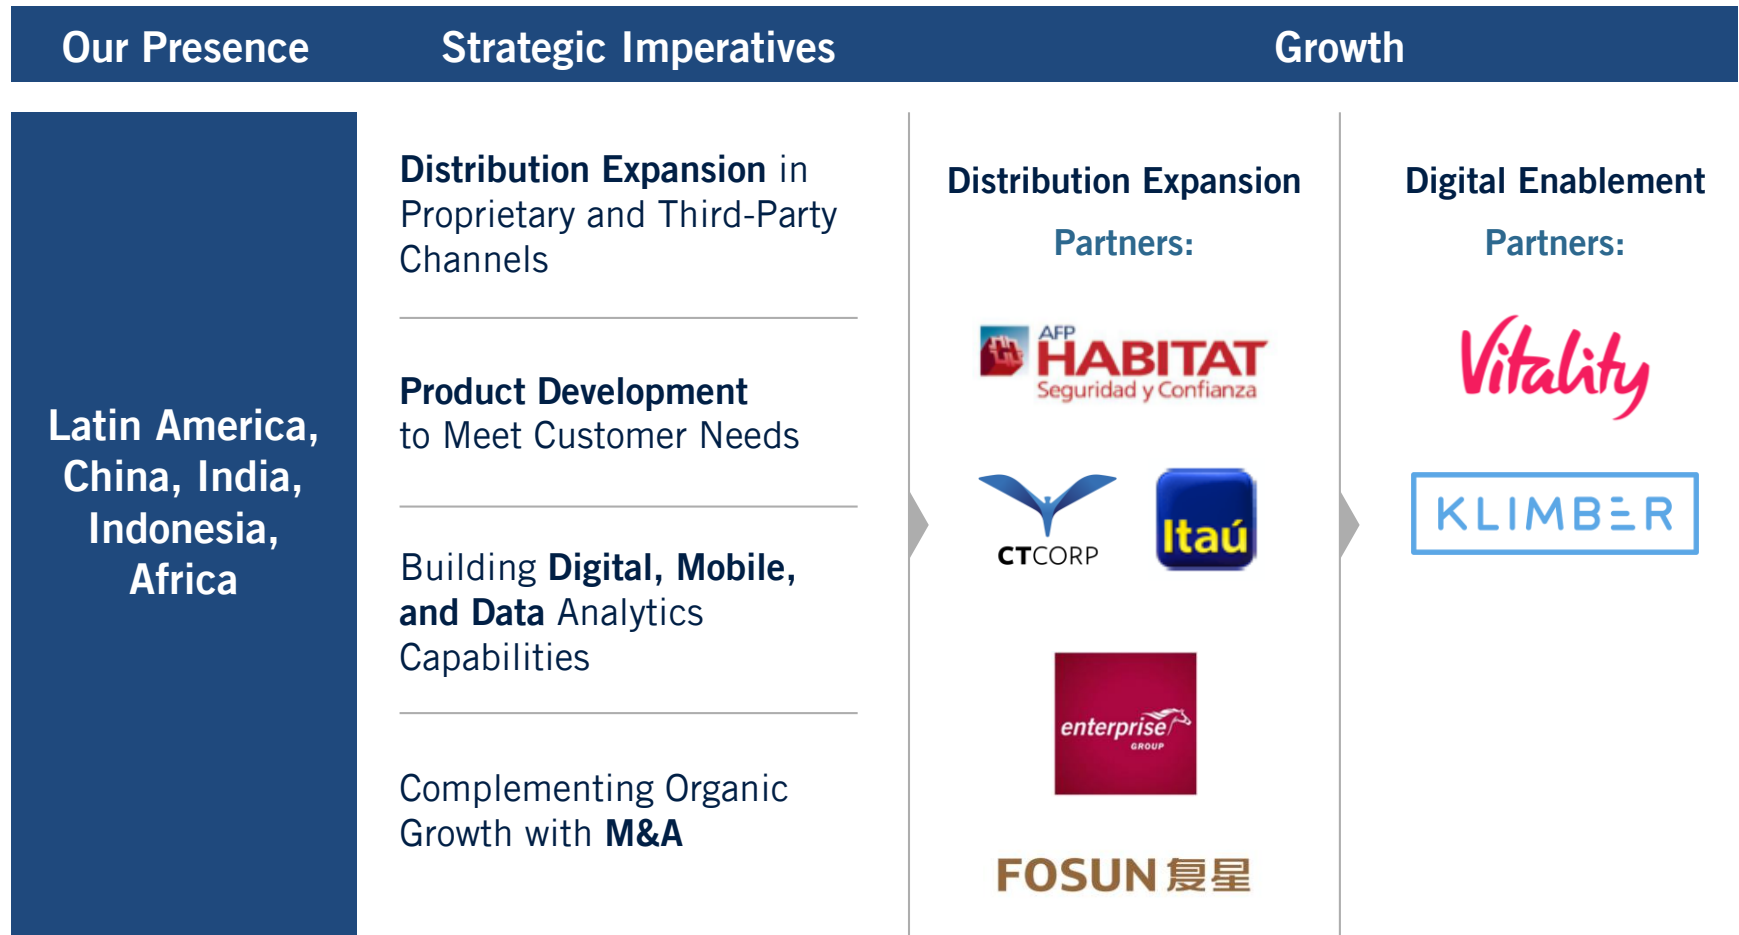 Our Presence
Strategic Imperatives
Growth
Latin America,
China, India,
Indonesia,
Africa
Distribution Expansion in
Proprietary and Third-Party
Channels
Product Development
to Meet Customer Needs
Building Digital, Mobile,
and Data Analytics
Capabilities
Complementing Organic
Growth with M&A
Distribution Expansion
Partners:
AFP
HABITAT
Seguridad y Confianza
CTCORP
Itaú
enterprise
GROUP
FOSUN 复星
Digital Enablement
Partners:
Vitality
KLIMBER